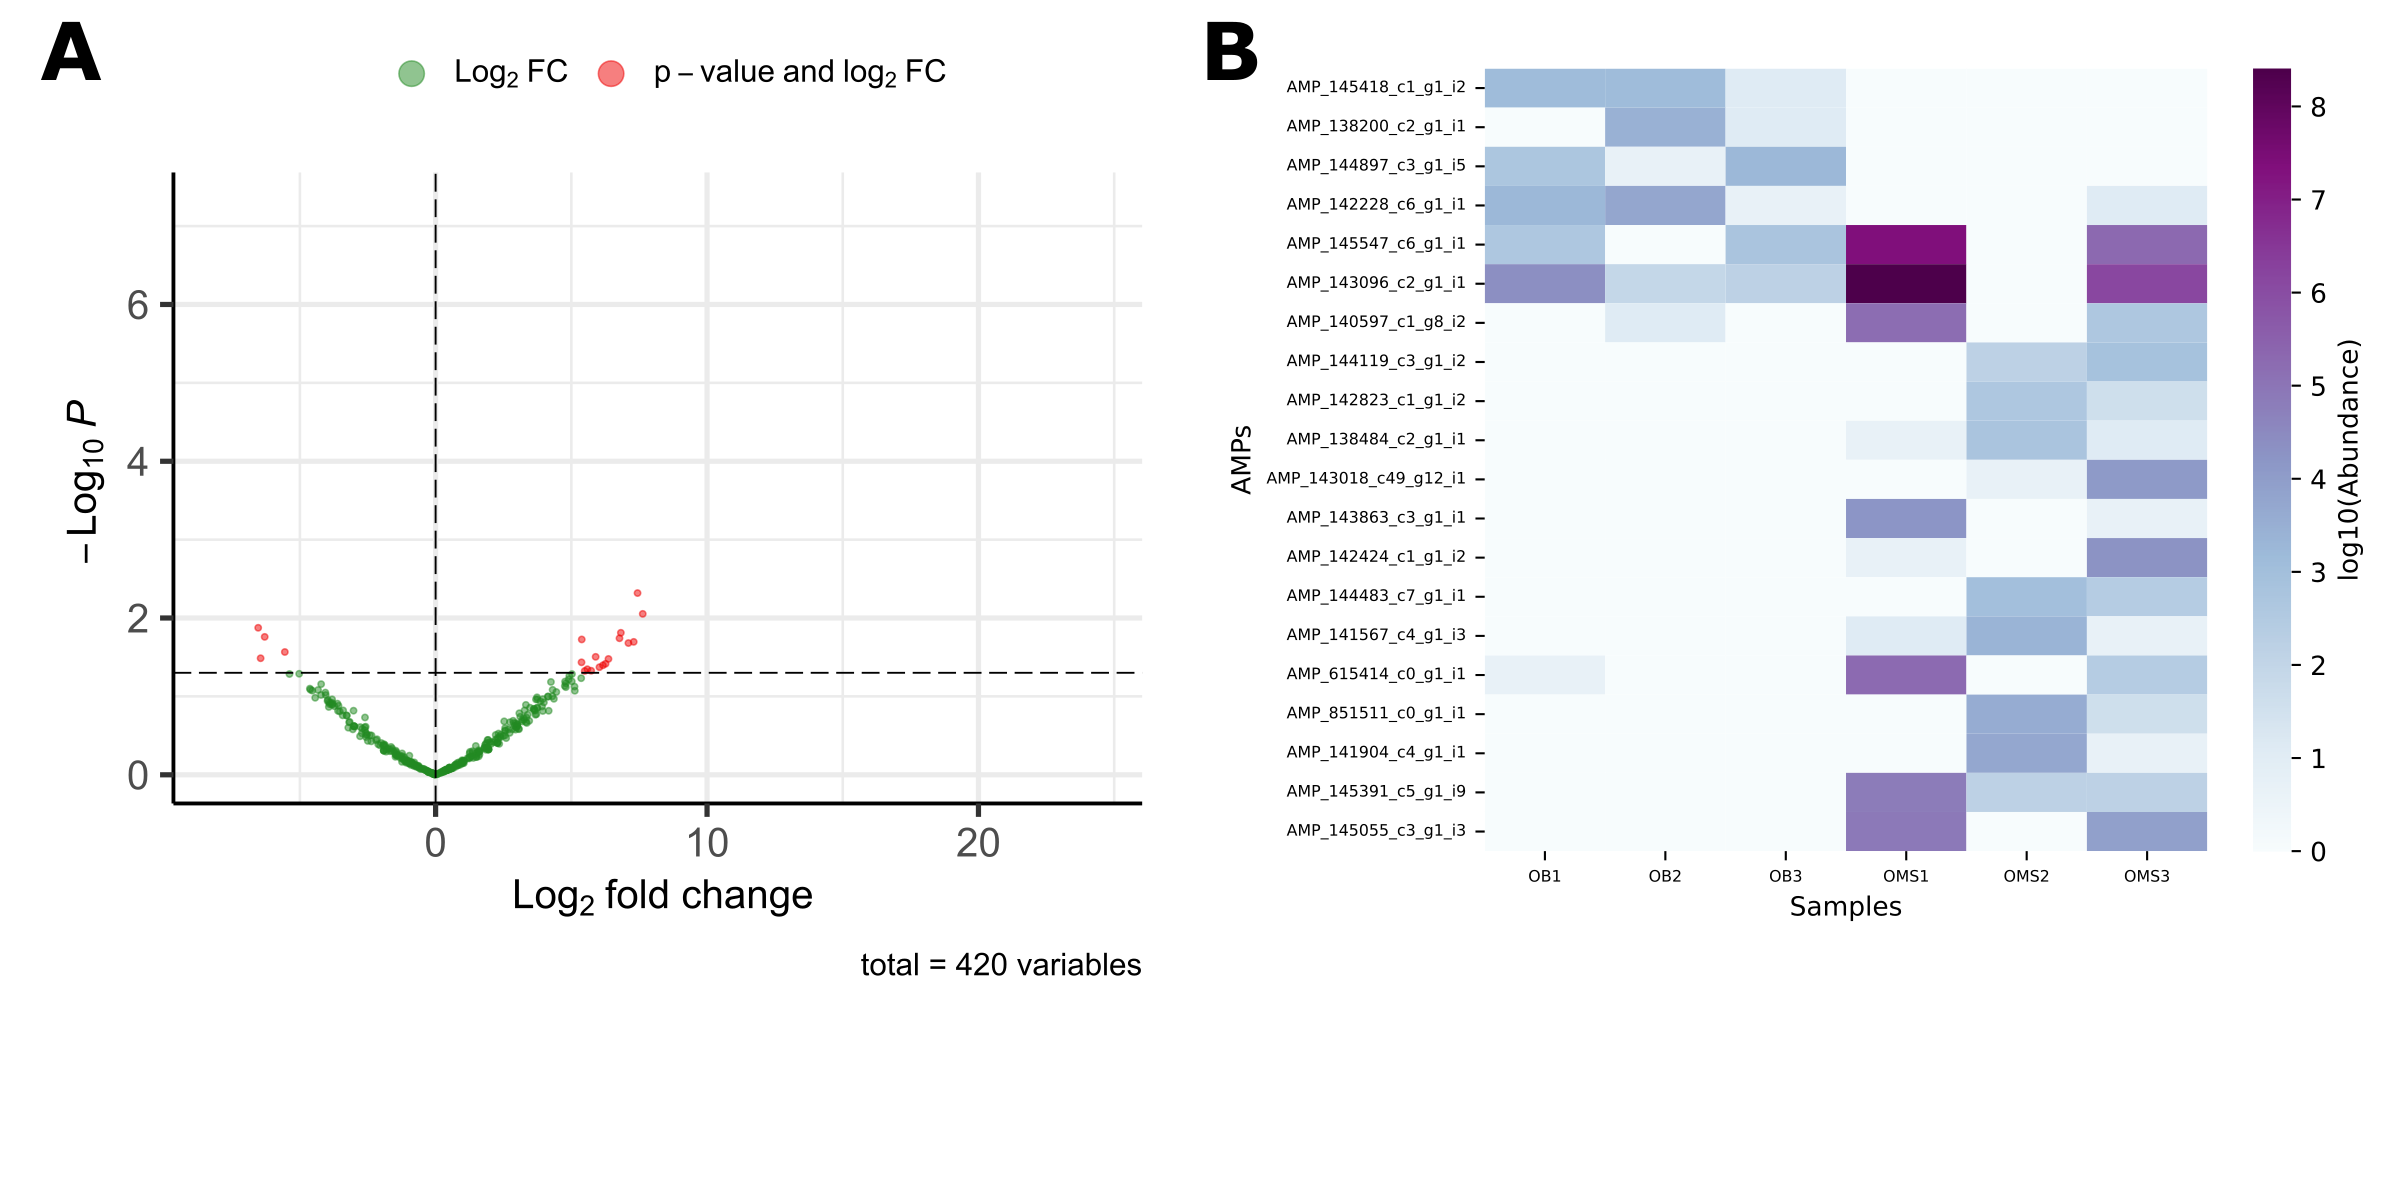 A
Log2 FC
p – value and log2 FC
– Log10 P
6
4
2
0
0
10
20
Log2 fold change
total = 420 variables
B
AMPs
AMP_145418_c1_g1_i2
AMP_138200_c2_g1_i1
AMP_144897_c3_g1_i5
AMP_142228_c6_g1_i1
AMP_145547_c6_g1_i1
AMP_143096_c2_g1_i1
AMP_140597_c1_g8_i2
AMP_144119_c3_g1_i2
AMP_142823_c1_g1_i2
AMP_138484_c2_g1_i1
AMP_143018_c49_g12_i1
AMP_143863_c3_g1_i1
AMP_142424_c1_g1_i2
AMP_144483_c7_g1_i1
AMP_141567_c4_g1_i3
AMP_615414_c0_g1_i1
AMP_851511_c0_g1_i1
AMP_141904_c4_g1_i1
AMP_145391_c5_g1_i9
AMP_145055_c3_g1_i3
OB1
OB2
OB3
OMS1
OMS2
OMS3
Samples
8
7
6
5
4
3
2
1
0
log10(Abundance)